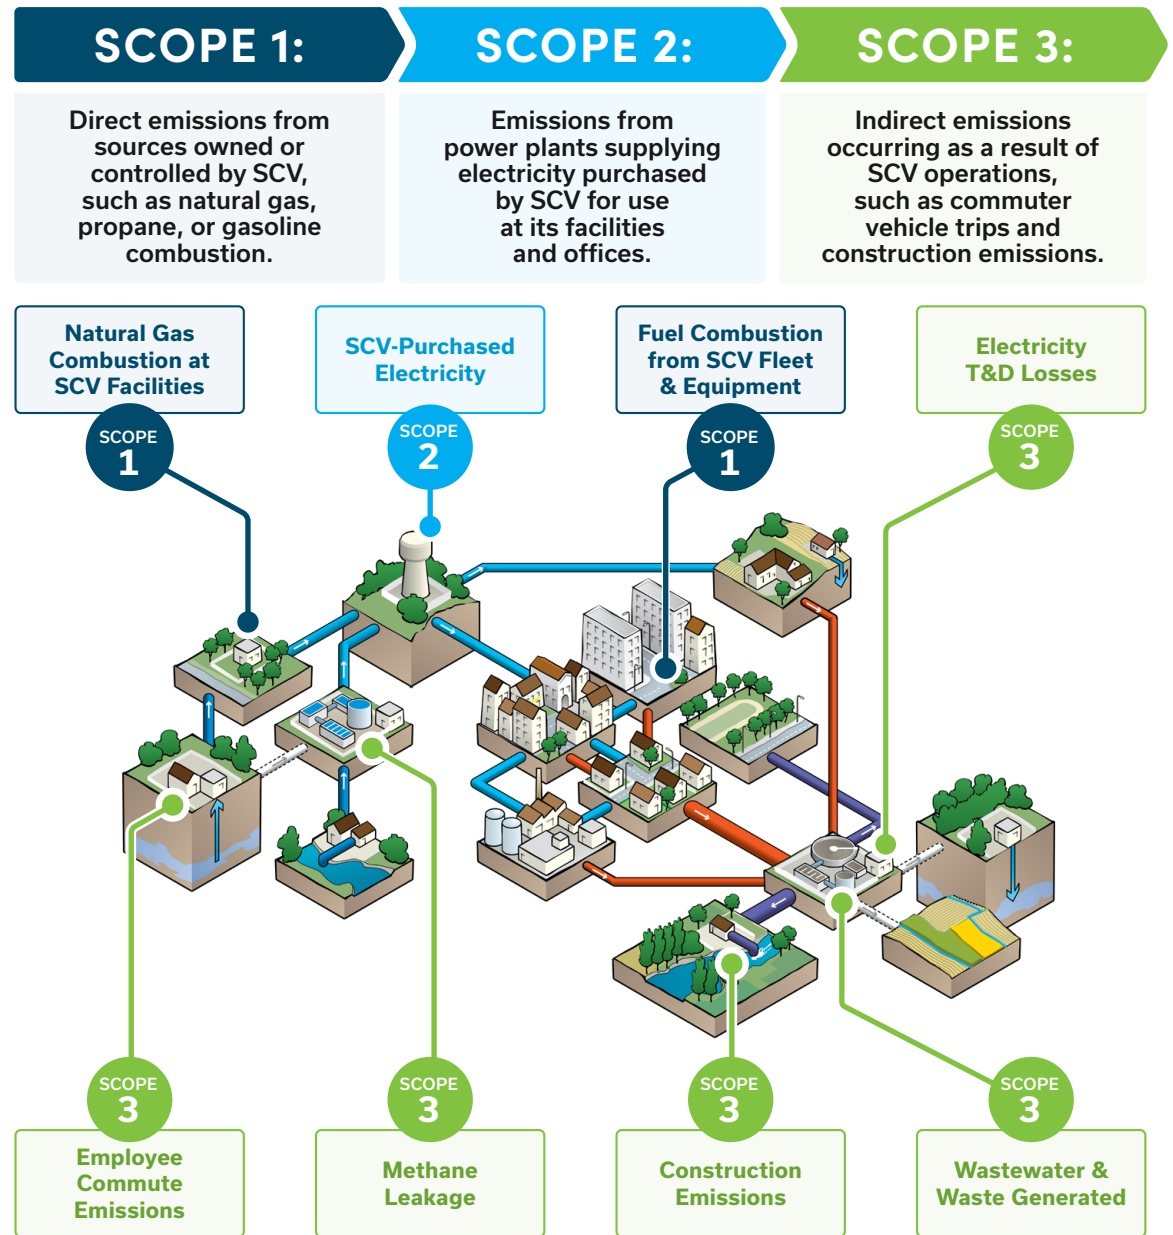 SCOPE 1:
SCOPE 2:
SCOPE 3:
Direct emissions from
sources owned or
controlled by SCV,
such as natural gas,
propane, or gasoline
combustion.
Emissions from
power plants supplying
electricity purchased
by SCV for use
at its facilities
and offices.
Indirect emissions
occurring as a result of
SCV operations,
such as commuter
vehicle trips and
construction emissions.
Natural Gas
Combustion at
SCV Facilities
SCOPE
1
SCV-Purchased
Electricity
SCOPE
2
Fuel Combustion
from SCV Fleet
& Equipment
SCOPE
1
Electricity
T&D Losses
SCOPE
3
SCOPE
3
Employee
Commute
Emissions
SCOPE
3
Methane
Leakage
SCOPE
3
Construction
Emissions
SCOPE
3
Wastewater &
Waste Generated